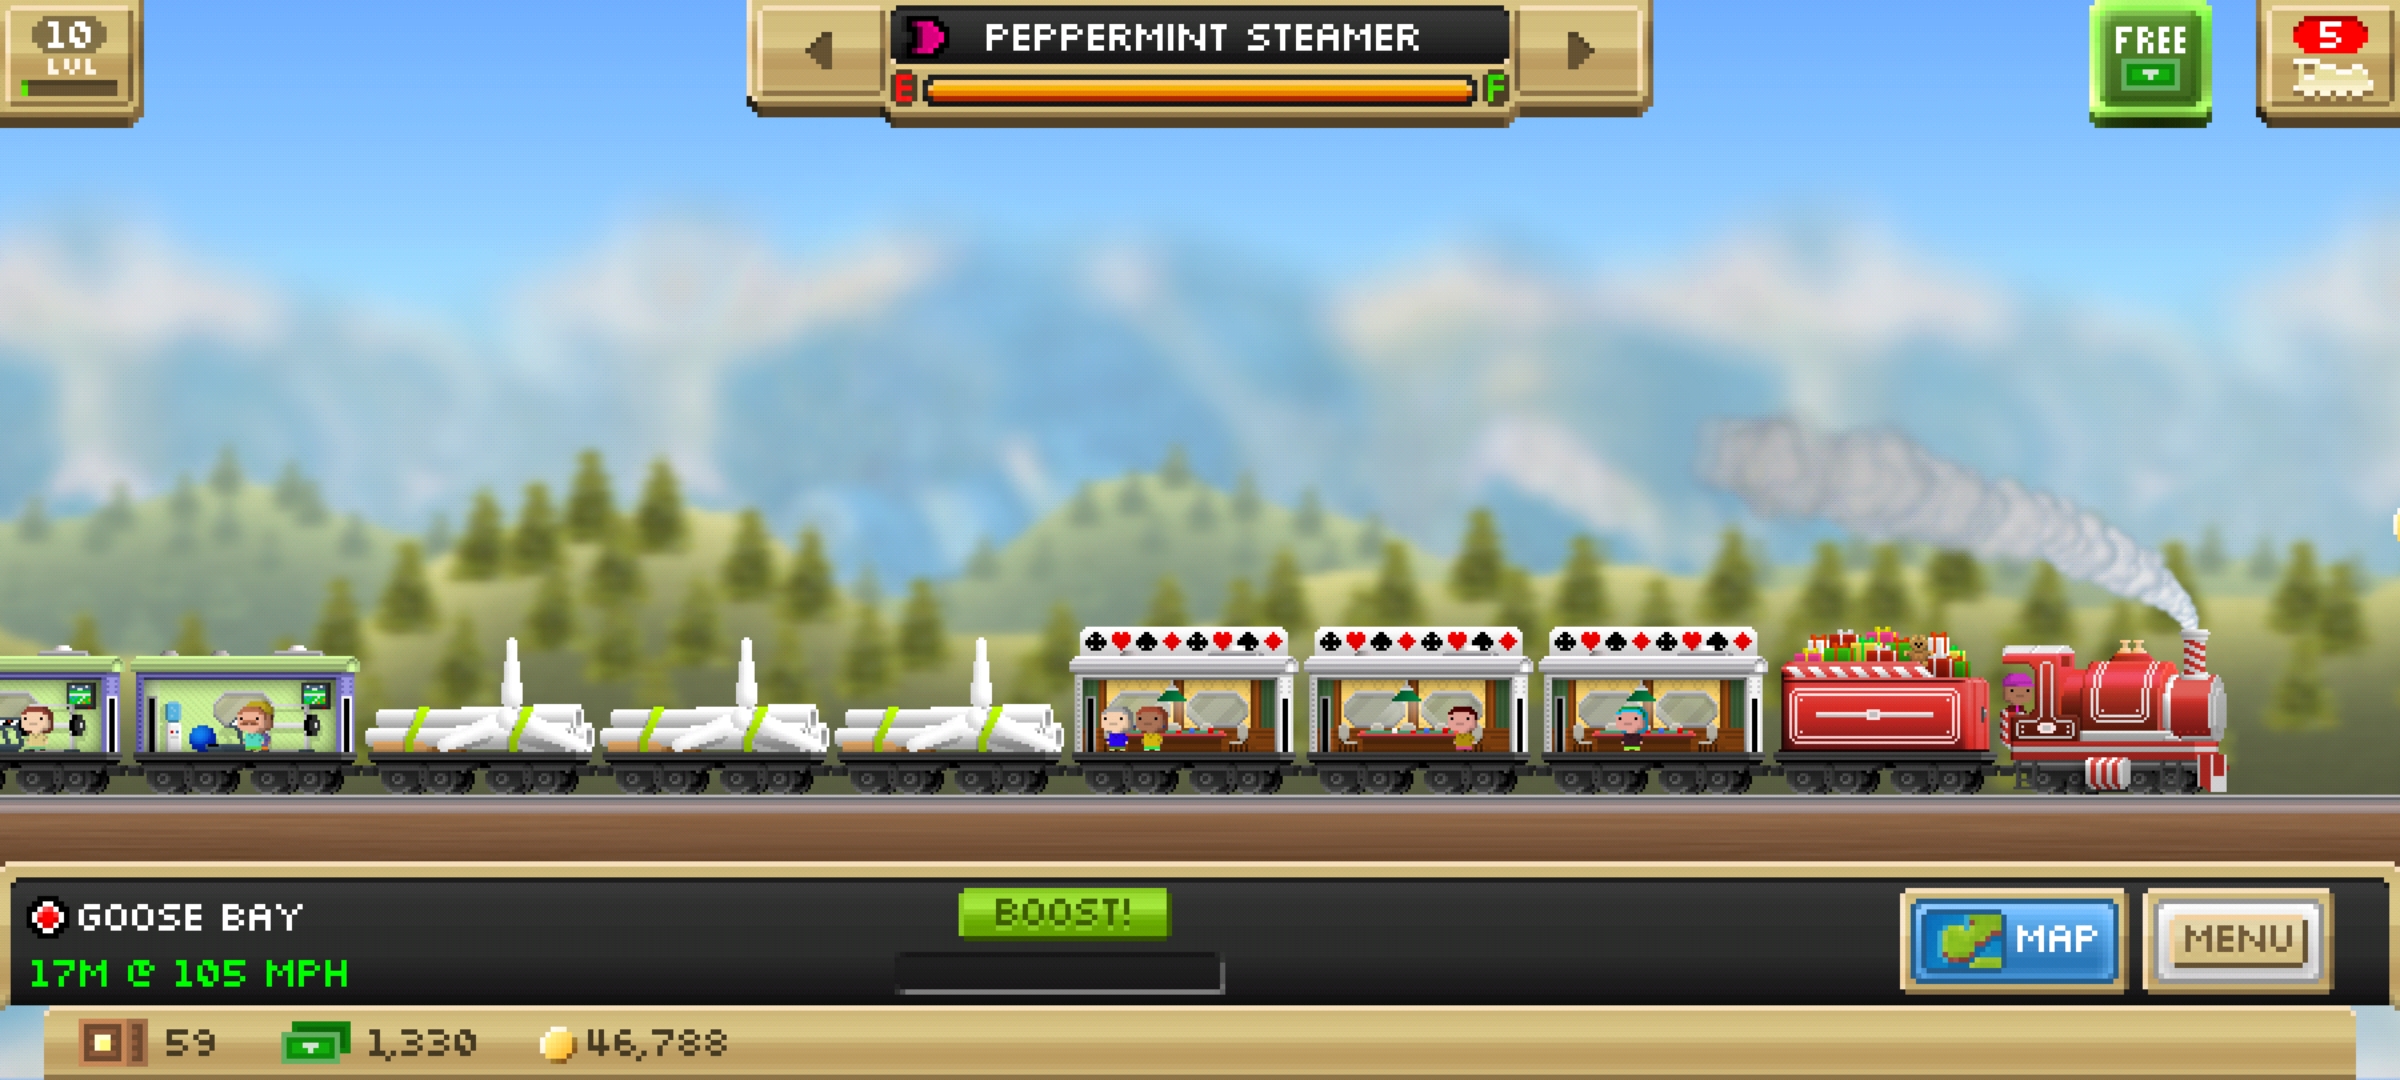 10
LVL
PEPPERMINT STEAMER
E F
FREE
5
GOOSE BAY
17M @ 105 MPH
BOOST!
MAP
MENU
59
1,330
46,788